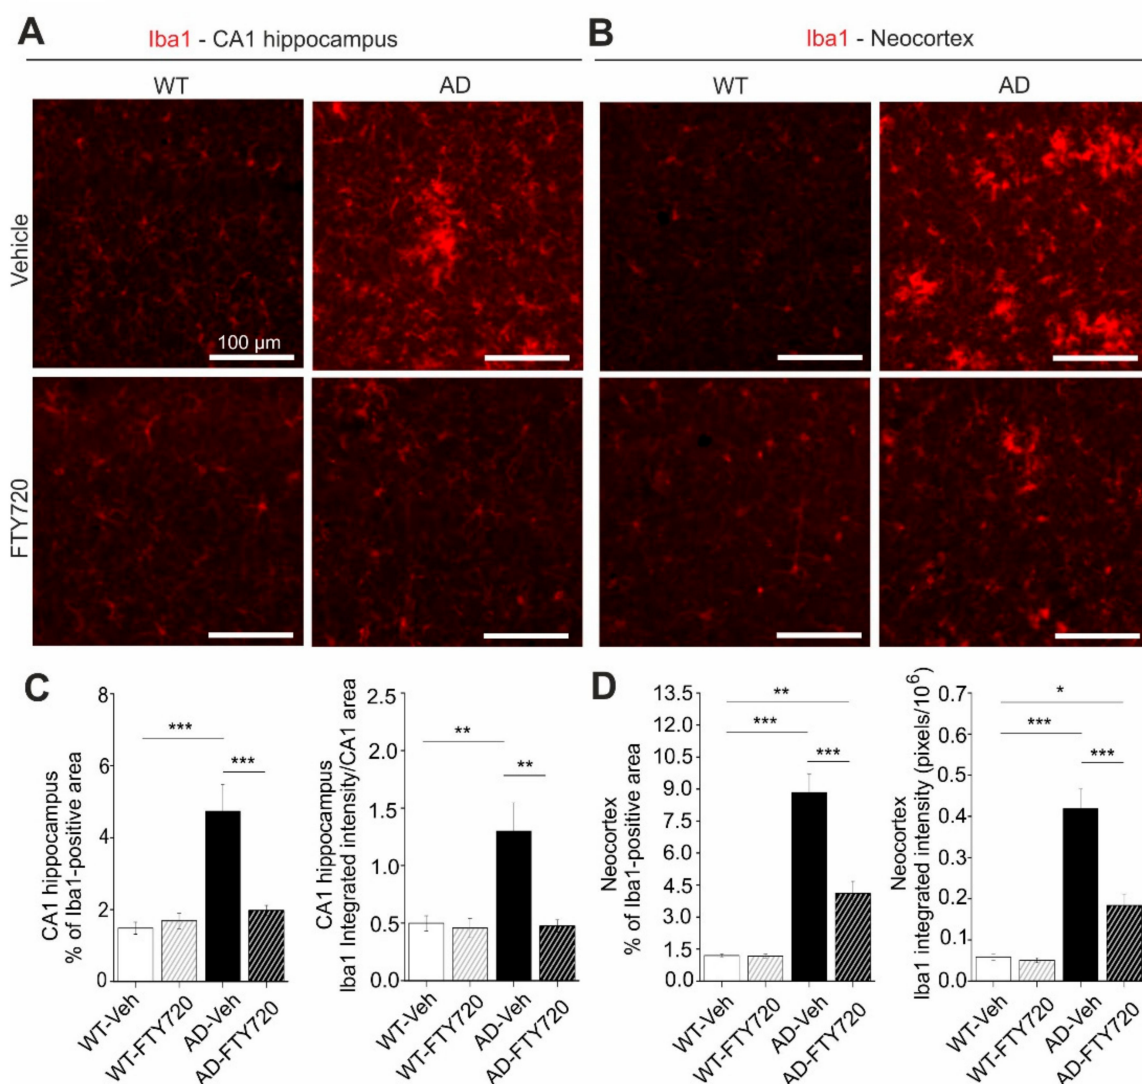 A
Iba1 - CA1 hippocampus
WT
AD
B
Iba1 - Neocortex
WT
AD
Vehicle
100 µm
FTY720
C
CA1 hippocampus
% of Iba1-positive area
8
6
4
2
0
***
***
WT-Veh
WT-FTY720
AD-Veh
AD-FTY720
CA1 hippocampus
Iba1 Integrated intensity/CA1 area
2.5
2.0
1.5
1.0
0.5
0.0
**
**
WT-Veh
WT-FTY720
AD-Veh
AD-FTY720
D
Neocortex
% of Iba1-positive area
13.5
12.0
10.5
9.0
7.5
6.0
4.5
3.0
1.2
0.0
**
***
***
WT-Veh
WT-FTY720
AD-Veh
AD-FTY720
Neocortex
Iba1 integrated intensity (pixels/10⁶)
0.7
0.6
0.5
0.4
0.3
0.2
0.1
0.0
*
***
***
WT-Veh
WT-FTY720
AD-Veh
AD-FTY720